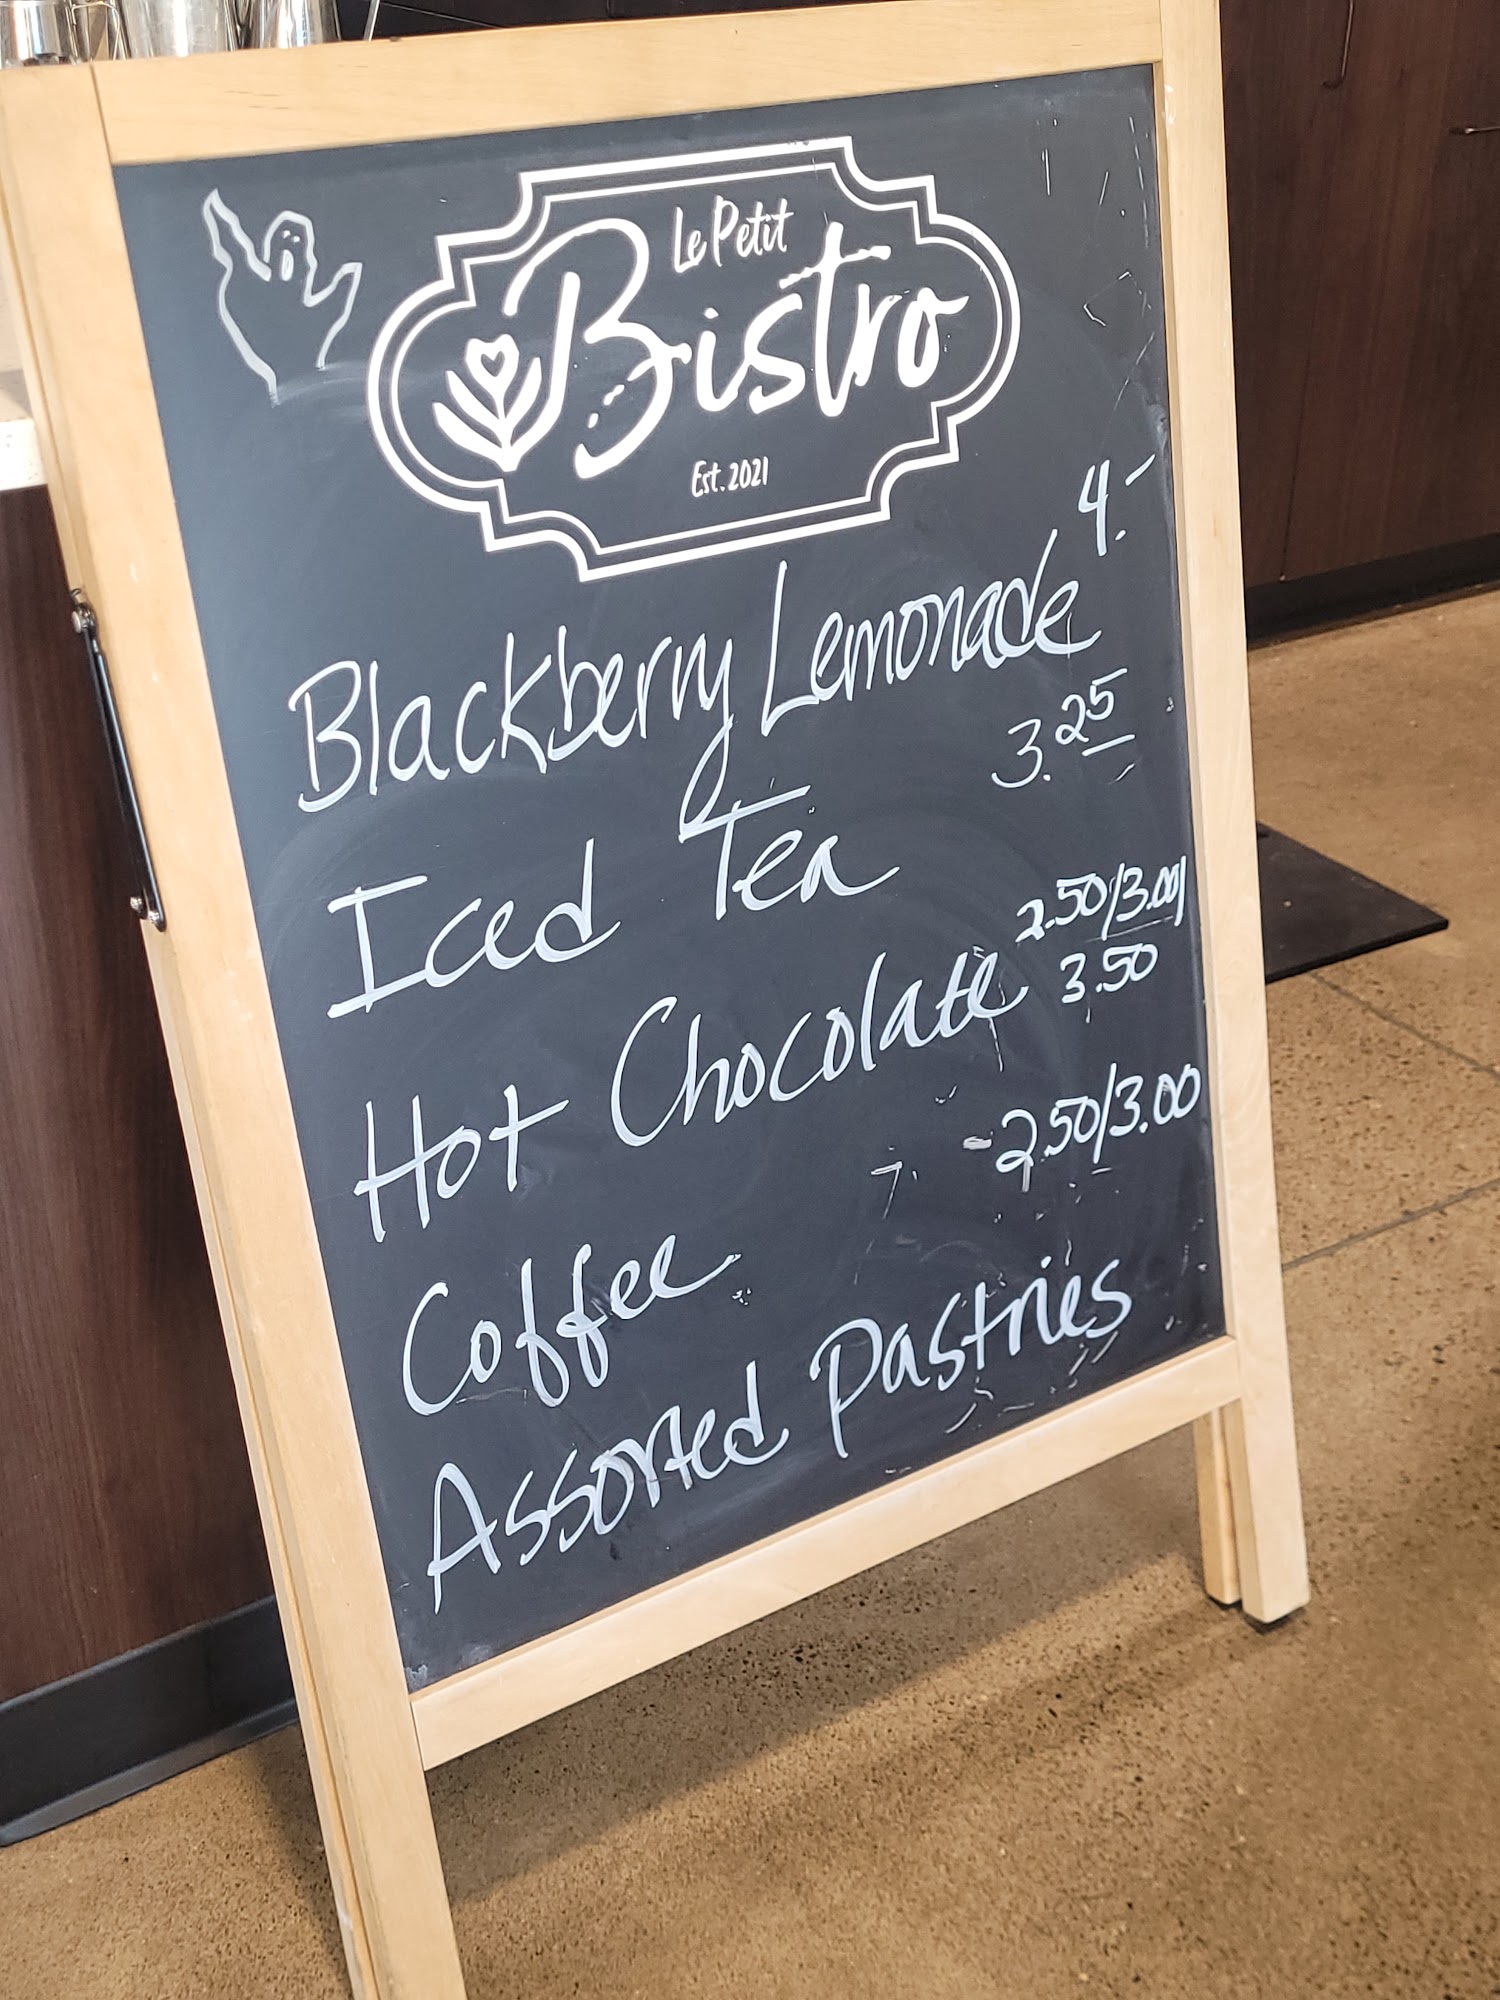 Le Petit
Bistro
Est. 2021
Blackberry Lemonade 4.-
Iced Tea 3.25
Hot Chocolate 2.50/3.00/
3.50
Coffee 2.50/3.00
Assorted Pastries